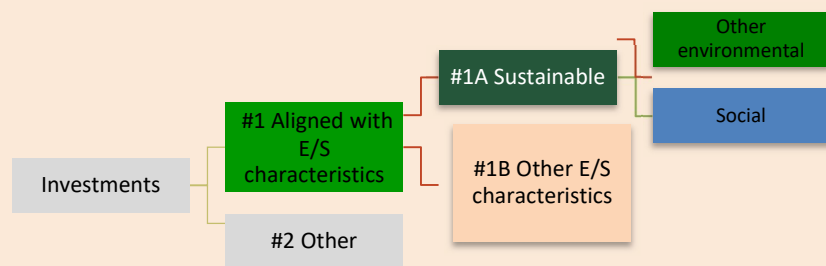 Other
environmental
#1A Sustainable
Social
#1 Aligned with
E/S
characteristics
#1B Other E/S
characteristics
Investments
#2 Other